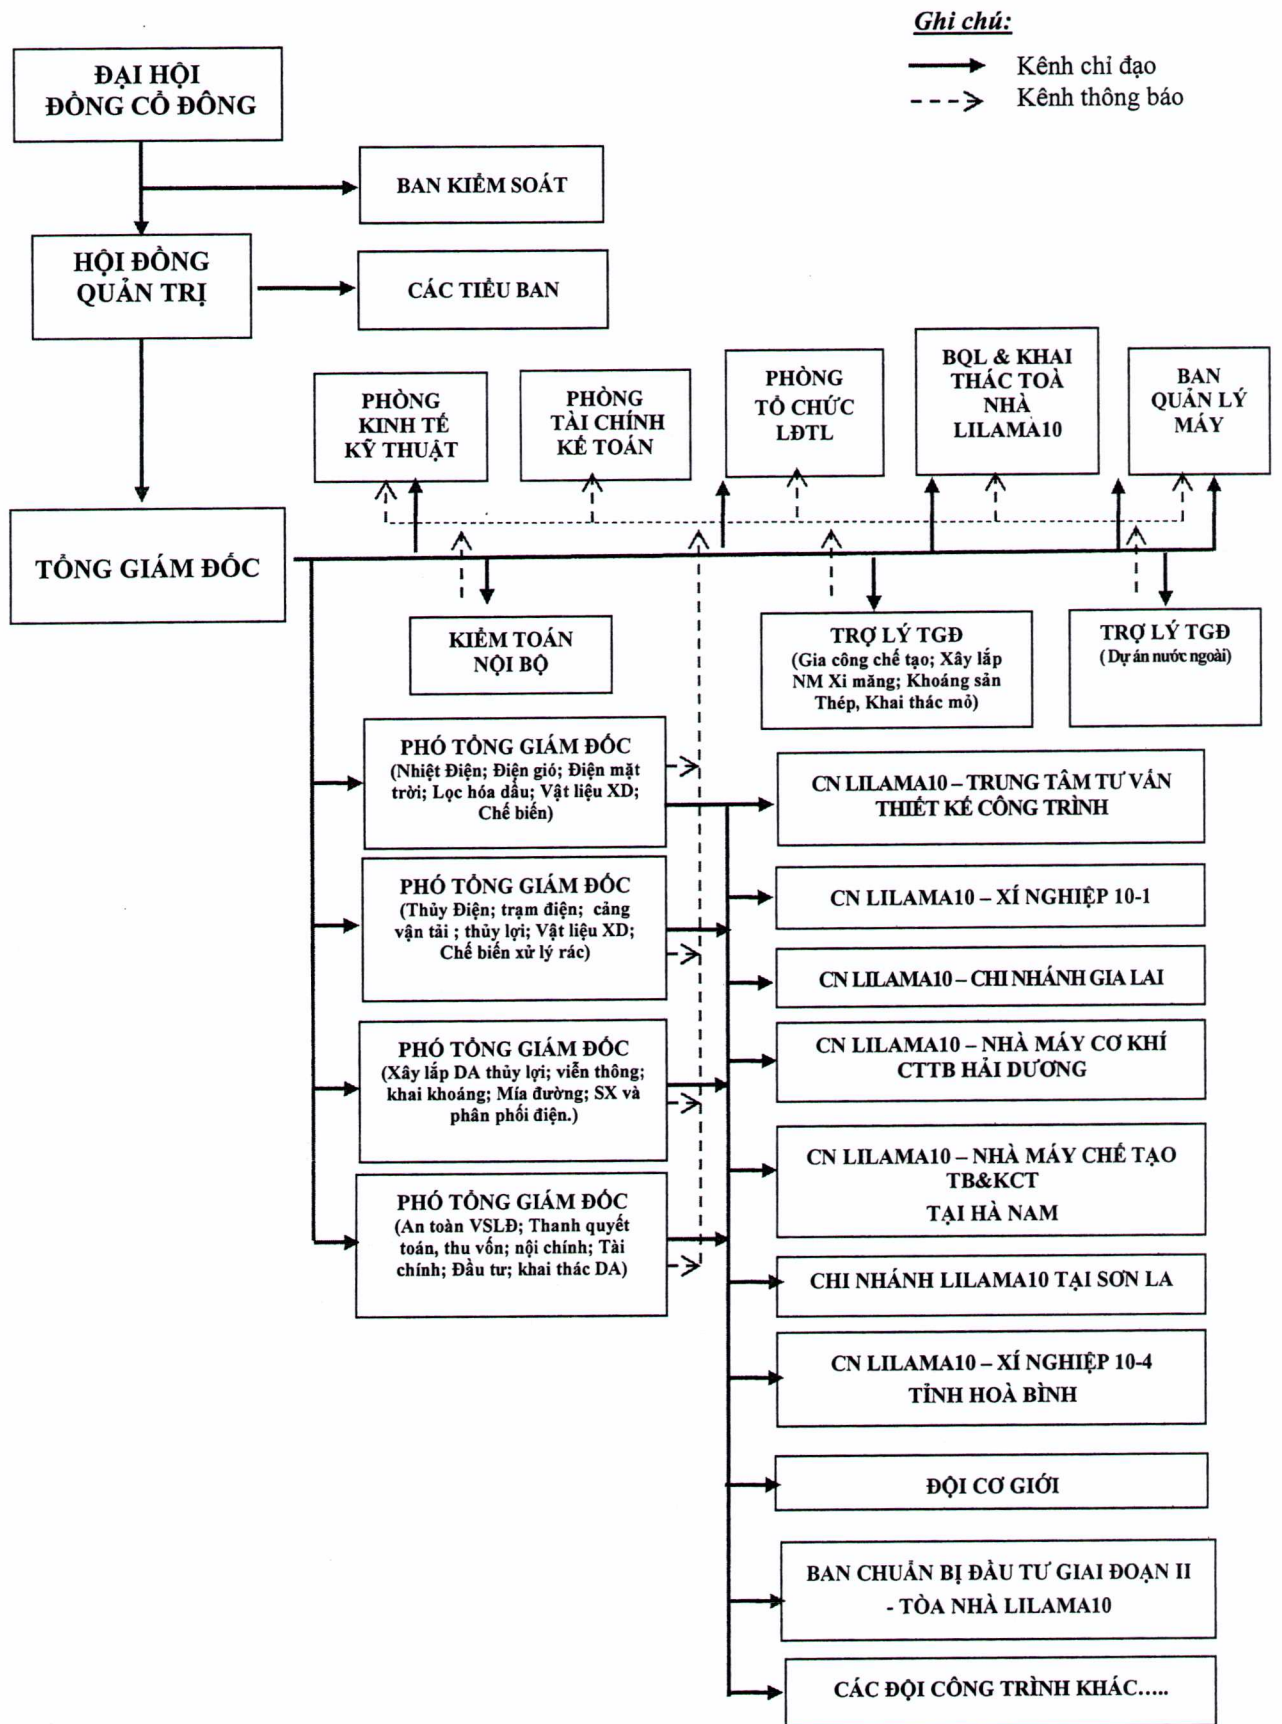 Ghi chú:
Kênh chỉ đạo
Kênh thông báo
ĐẠI HỘI
ĐỒNG CỔ ĐÔNG
BAN KIỂM SOÁT
HỘI ĐỒNG
QUẢN TRỊ
CÁC TIỂU BAN
PHÒNG
KINH TẾ
KỸ THUẬT
PHÒNG
TÀI CHÍNH
KẾ TOÁN
PHÒNG
TỔ CHỨC
LĐTL
BQL & KHAI
THÁC TOÀ
NHÀ
LILAMA10
BAN
QUẢN LÝ
MÁY
TỔNG GIÁM ĐỐC
KIỂM TOÁN
NỘI BỘ
TRỢ LÝ TGĐ
(Gia công chế tạo; Xây lắp
NM Xi măng; Khoáng sản
Thép, Khai thác mỏ)
TRỢ LÝ TGĐ
( Dự án nước ngoài)
PHÓ TỔNG GIÁM ĐỐC
(Nhiệt Điện; Điện gió; Điện mặt
trời; Lọc hóa dầu; Vật liệu XD;
Chế biến)
PHÓ TỔNG GIÁM ĐỐC
(Thủy Điện; trạm điện; cảng
vận tải ; thủy lợi; Vật liệu XD;
Chế biến xử lý rác)
PHÓ TỔNG GIÁM ĐỐC
(Xây lắp DA thủy lợi; viễn thông;
khai khoáng; Mía đường; SX và
phân phối điện.)
PHÓ TỔNG GIÁM ĐỐC
(An toàn VSLĐ; Thanh quyết
toán, thu vốn; nội chính; Tài
chính; Đầu tư; khai thác DA)
CN LILAMA10 – TRUNG TÂM TƯ VẤN
THIẾT KẾ CÔNG TRÌNH
CN LILAMA10 – XÍ NGHIỆP 10-1
CN LILAMA10 – CHI NHÁNH GIA LAI
CN LILAMA10 – NHÀ MÁY CƠ KHÍ
CTTB HẢI DƯƠNG
CN LILAMA10 – NHÀ MÁY CHẾ TẠO
TB&KCT
TẠI HÀ NAM
CHI NHÁNH LILAMA10 TẠI SƠN LA
CN LILAMA10 – XÍ NGHIỆP 10-4
TỈNH HOÀ BÌNH
ĐỘI CƠ GIỚI
BAN CHUẨN BỊ ĐẦU TƯ GIAI ĐOẠN II
- TÒA NHÀ LILAMA10
CÁC ĐỘI CÔNG TRÌNH KHÁC.....